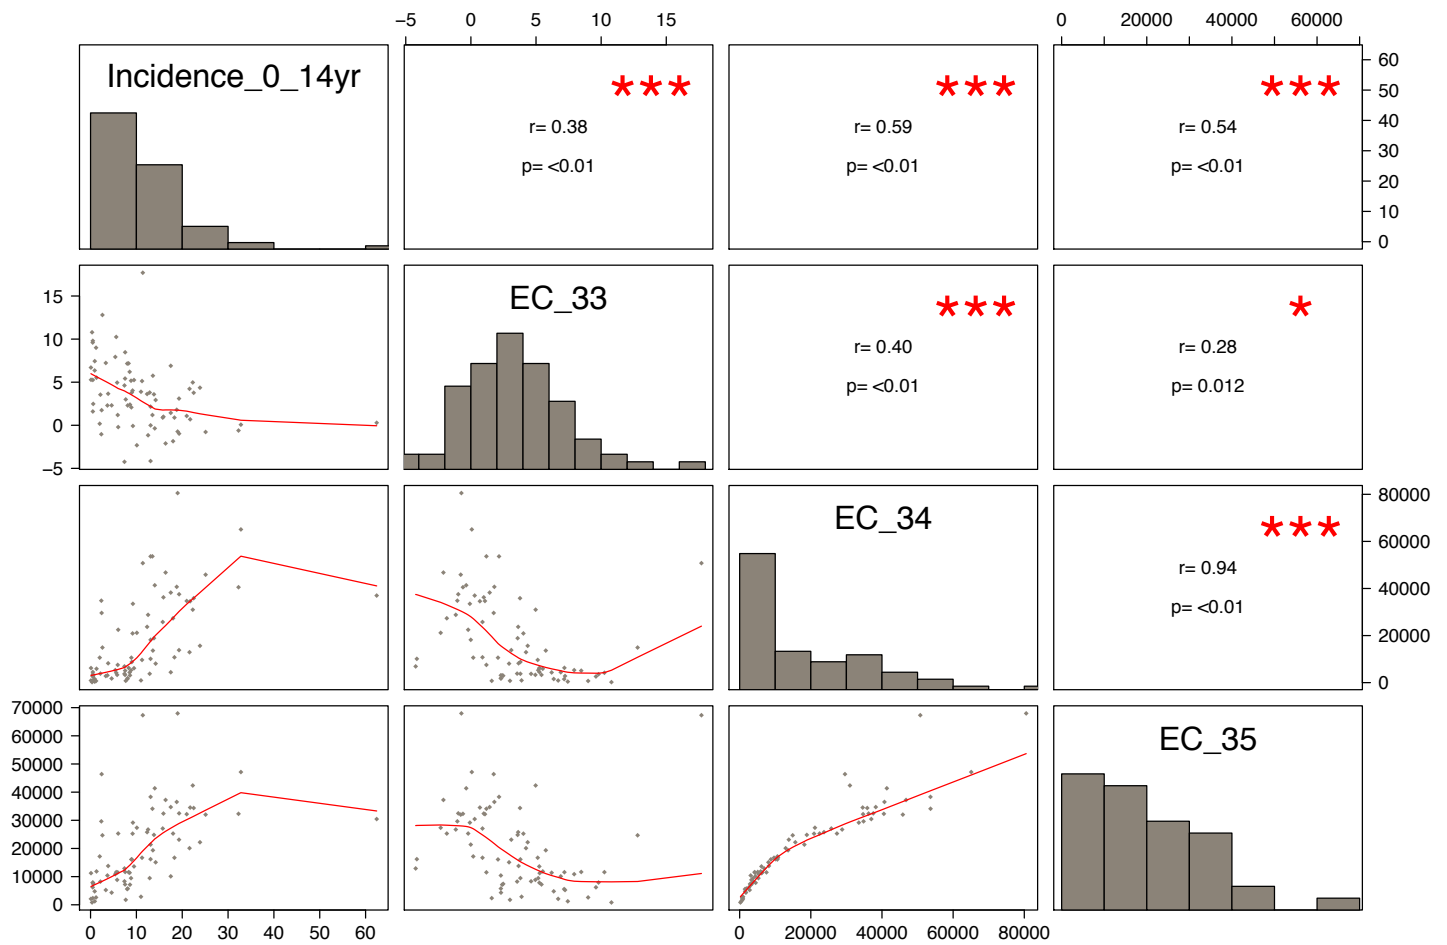 −5 0 5 10 15
0 20000 40000 60000
Incidence_0_14yr
***
r= 0.38
p= <0.01
***
r= 0.59
p= <0.01
***
r= 0.54
p= <0.01
60
50
40
30
20
10
0
15
10
5
0
−5
EC_33
***
r= 0.40
p= <0.01
*
r= 0.28
p= 0.012
EC_34
***
r= 0.94
p= <0.01
80000
60000
40000
20000
0
70000
60000
50000
40000
30000
20000
10000
0
EC_35
0 10 20 30 40 50 60
0 20000 40000 60000 80000